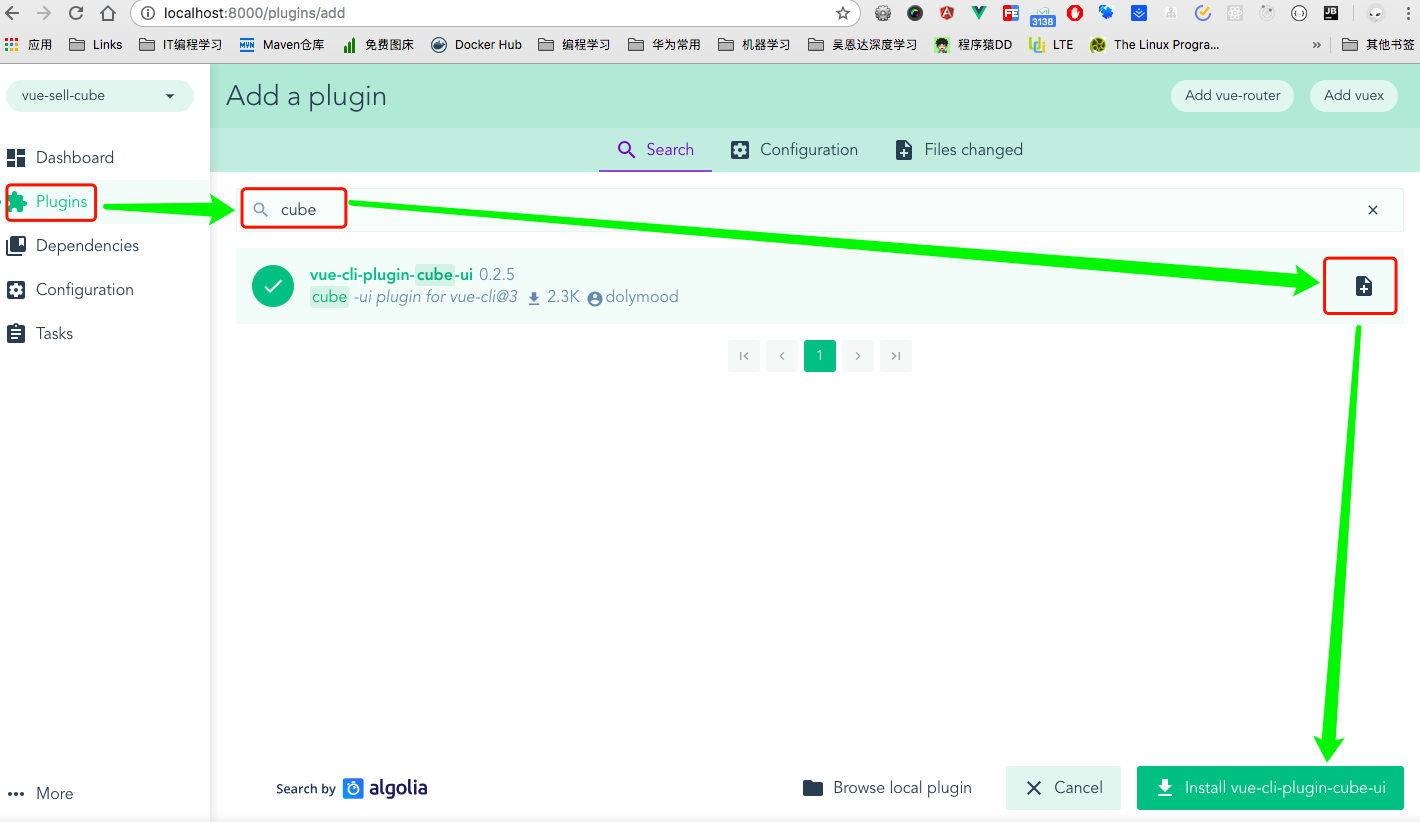 localhost:8000/plugins/add
3138
应用 Links IT编程学习 Maven仓库 免费图床 Docker Hub 编程学习 华为常用 机器学习 吴恩达深度学习 程序猿DD LTE The Linux Progra... » 其他书签
vue-sell-cube
Add a plugin
Add vue-router
Add vuex
Dashboard
Plugins
Dependencies
Configuration
Tasks
More
Search Configuration Files changed
cube
vue-cli-plugin-cube-ui 0.2.5
cube -ui plugin for vue-cli@3 2.3K dolymood
1
Search by algolia
Browse local plugin
Cancel
Install vue-cli-plugin-cube-ui